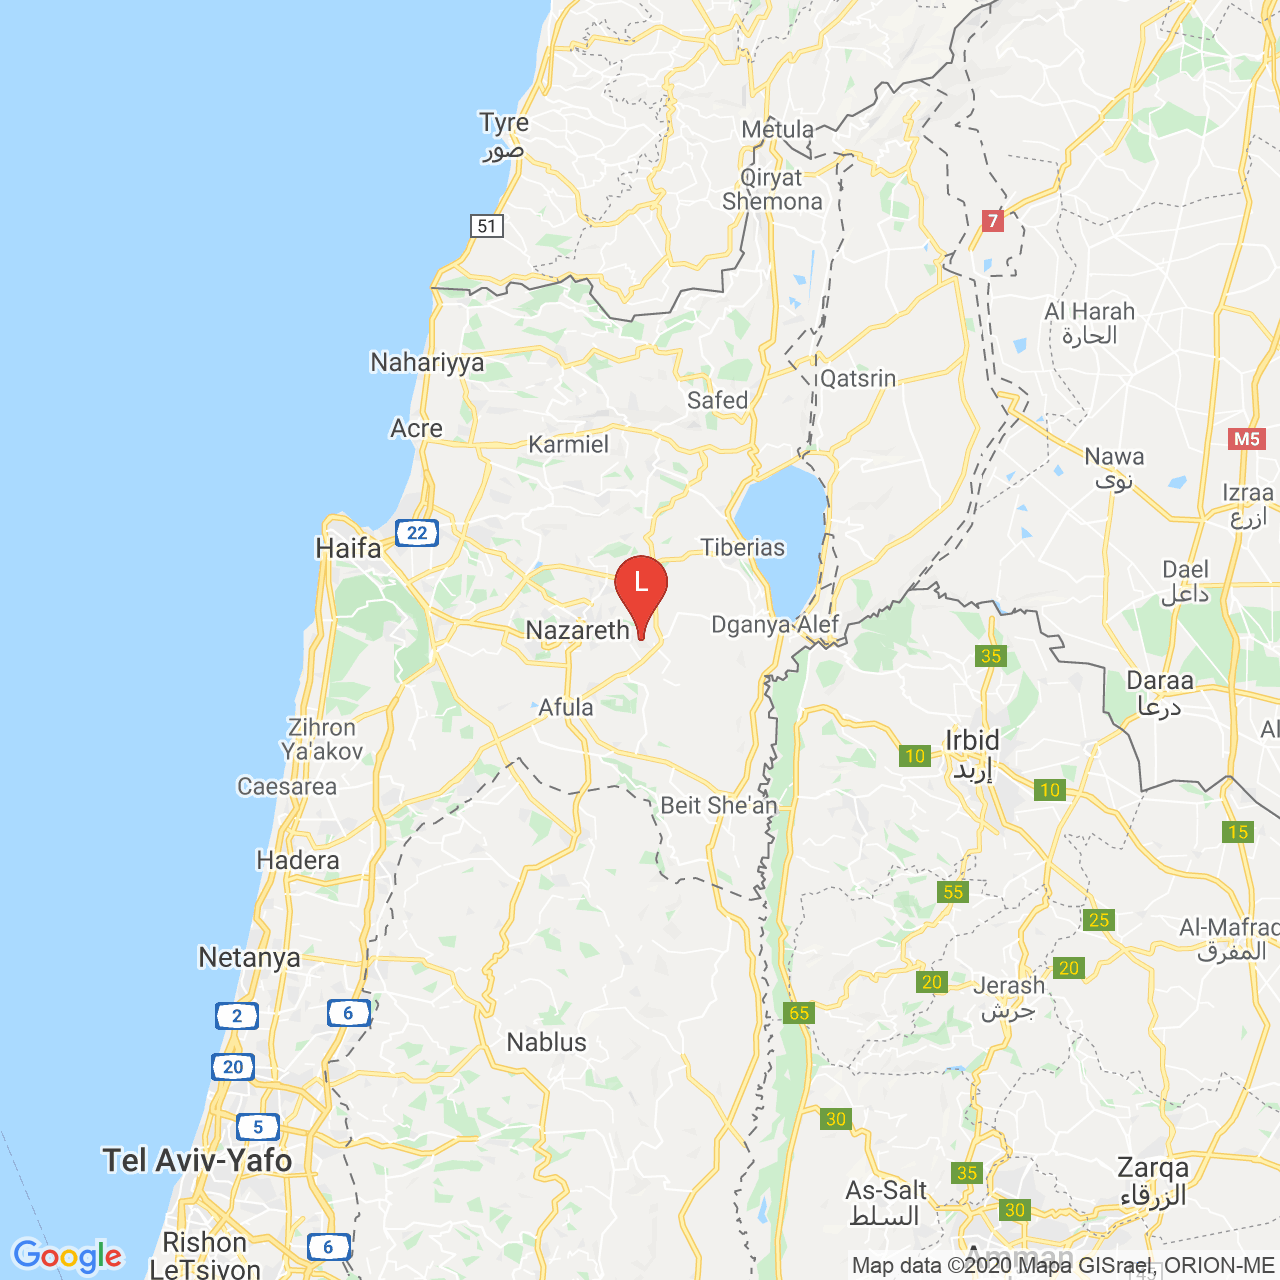 Tyre
صور
Metula
Qiryat
Shemona
51
7
Al Harah
الحارة
Nahariyya
Qatsrin
Safed
Acre
Karmiel
M5
Nawa
نوى
Izraa
ازرع
22
Haifa
Tiberias
L
Dael
داعل
Nazareth
Dganya Alef
35
Daraa
درعا
Afula
Zihron
Ya'akov
Irbid
إربد
10
Al
Caesarea
10
Beit She'an
15
Hadera
55
25
Al-Mafraq
المفرق
Netanya
20
20
Jerash
جرش
2
6
65
Nablus
20
30
5
Tel Aviv-Yafo
35
Zarqa
الزرقاء
As-Salt
السلط
30
Rishon
LeTsiyon
6
Amman
45
Google
Map data ©2020 Mapa GISrael, ORION-ME